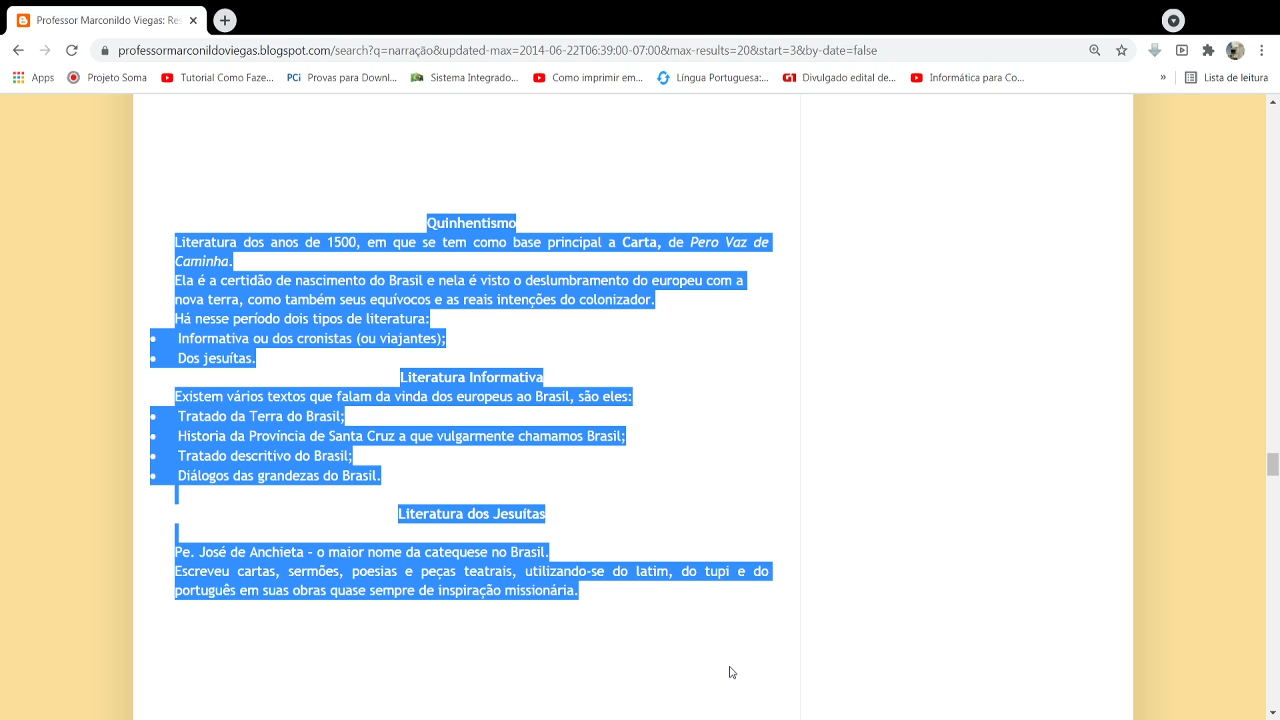 Professor Marconildo Viegas: Res
professormarconildoviegas.blogspot.com/search?q=narração&updated-max=2014-06-22T06:39:00-07:00&max-results=20&start=3&by-date=false
Apps Projeto Soma Tutorial Como Faze... PCi Provas para Downl... Sistema Integrado... Como imprimir em... Língua Portuguesa:... G1 Divulgado edital de... Informática para Co... » Lista de leitura
Quinhentismo
Literatura dos anos de 1500, em que se tem como base principal a Carta, de Pero Vaz de
Caminha.
Ela é a certidão de nascimento do Brasil e nela é visto o deslumbramento do europeu com a
nova terra, como também seus equívocos e as reais intenções do colonizador.
Há nesse período dois tipos de literatura:
• Informativa ou dos cronistas (ou viajantes);
• Dos jesuítas.
Literatura Informativa
Existem vários textos que falam da vinda dos europeus ao Brasil, são eles:
• Tratado da Terra do Brasil;
• Historia da Província de Santa Cruz a que vulgarmente chamamos Brasil;
• Tratado descritivo do Brasil;
• Diálogos das grandezas do Brasil.
Literatura dos Jesuítas
Pe. José de Anchieta - o maior nome da catequese no Brasil.
Escreveu cartas, sermões, poesias e peças teatrais, utilizando-se do latim, do tupi e do
português em suas obras quase sempre de inspiração missionária.